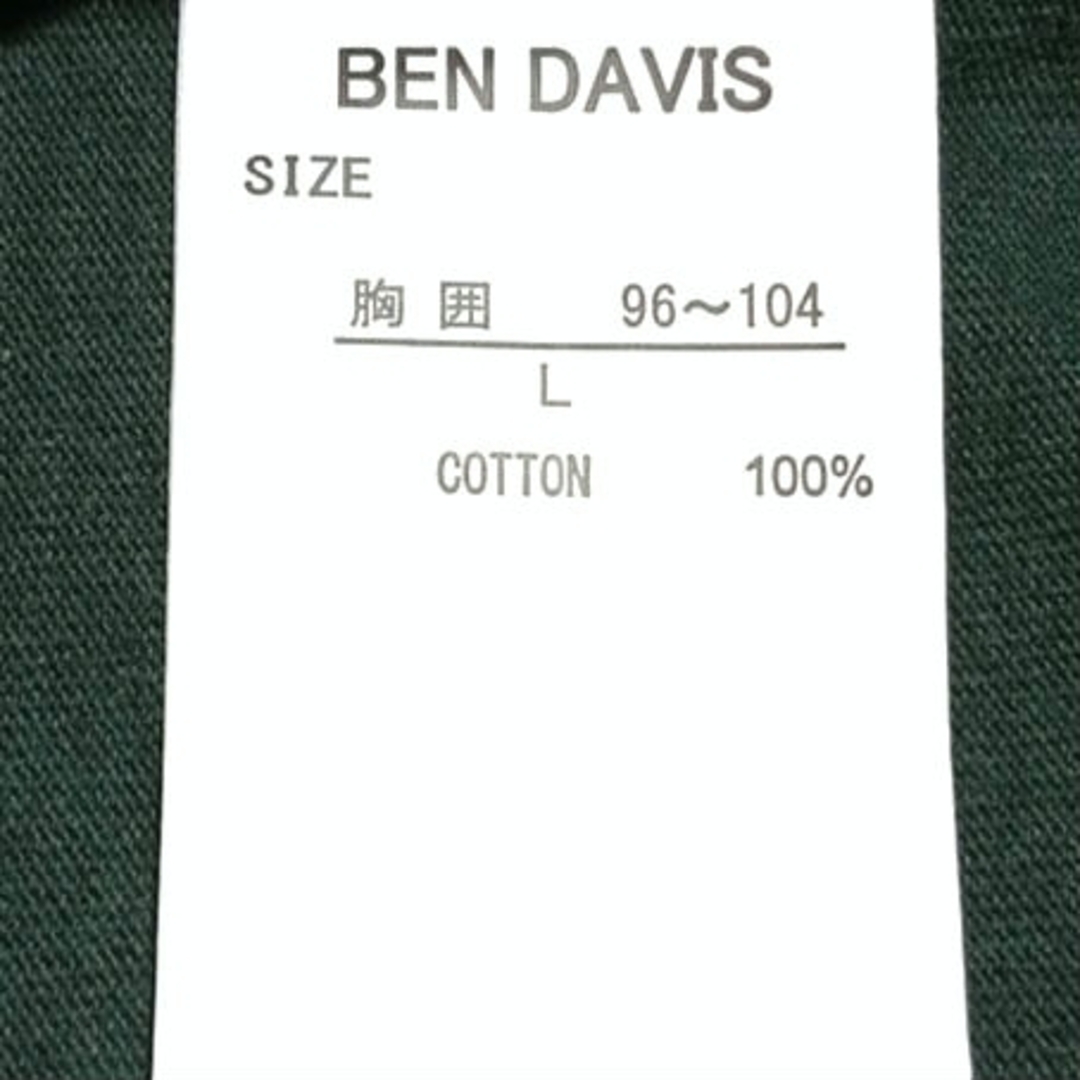 BEN DAVIS
SIZE
胸 囲 96～104
L
COTTON 100%